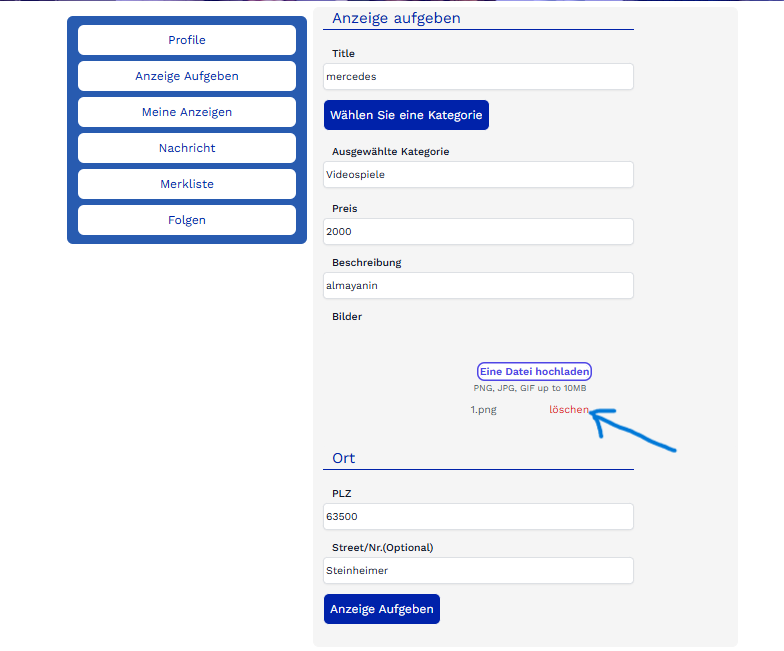 Profile
Anzeige Aufgeben
Meine Anzeigen
Nachricht
Merkliste
Folgen
Anzeige aufgeben
Title
mercedes
Wählen Sie eine Kategorie
Ausgewählte Kategorie
Videospiele
Preis
2000
Beschreibung
almayanin
Bilder
Eine Datei hochladen
PNG, JPG, GIF up to 10MB
1.png löschen
Ort
PLZ
63500
Street/Nr.(Optional)
Steinheimer
Anzeige Aufgeben